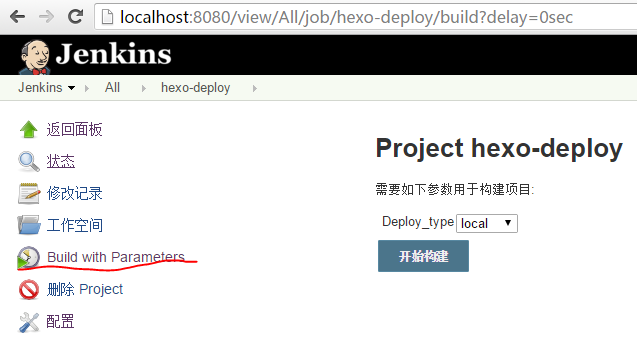 localhost:8080/view/All/job/hexo-deploy/build?delay=0sec
Jenkins
Jenkins All hexo-deploy
返回面板
状态
修改记录
工作空间
Build with Parameters
删除 Project
配置
Project hexo-deploy
需要如下参数用于构建项目:
Deploy_type local
开始构建